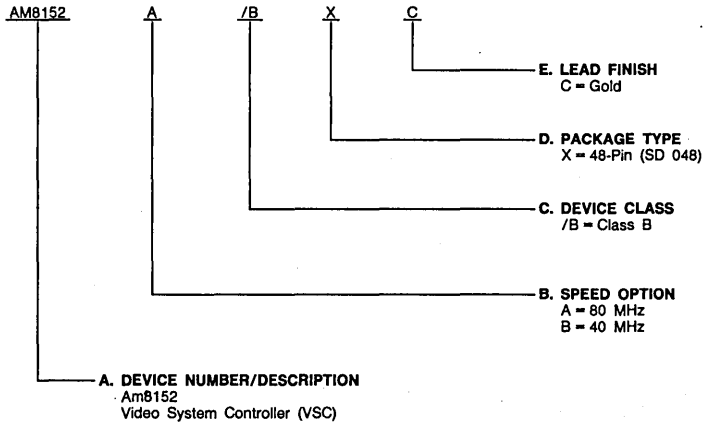 AM8152 A /B X C
E. LEAD FINISH
C = Gold
D. PACKAGE TYPE
X = 48-Pin (SD 048)
C. DEVICE CLASS
/B = Class B
B. SPEED OPTION
A = 80 MHz
B = 40 MHz
A. DEVICE NUMBER/DESCRIPTION
Am8152
Video System Controller (VSC)